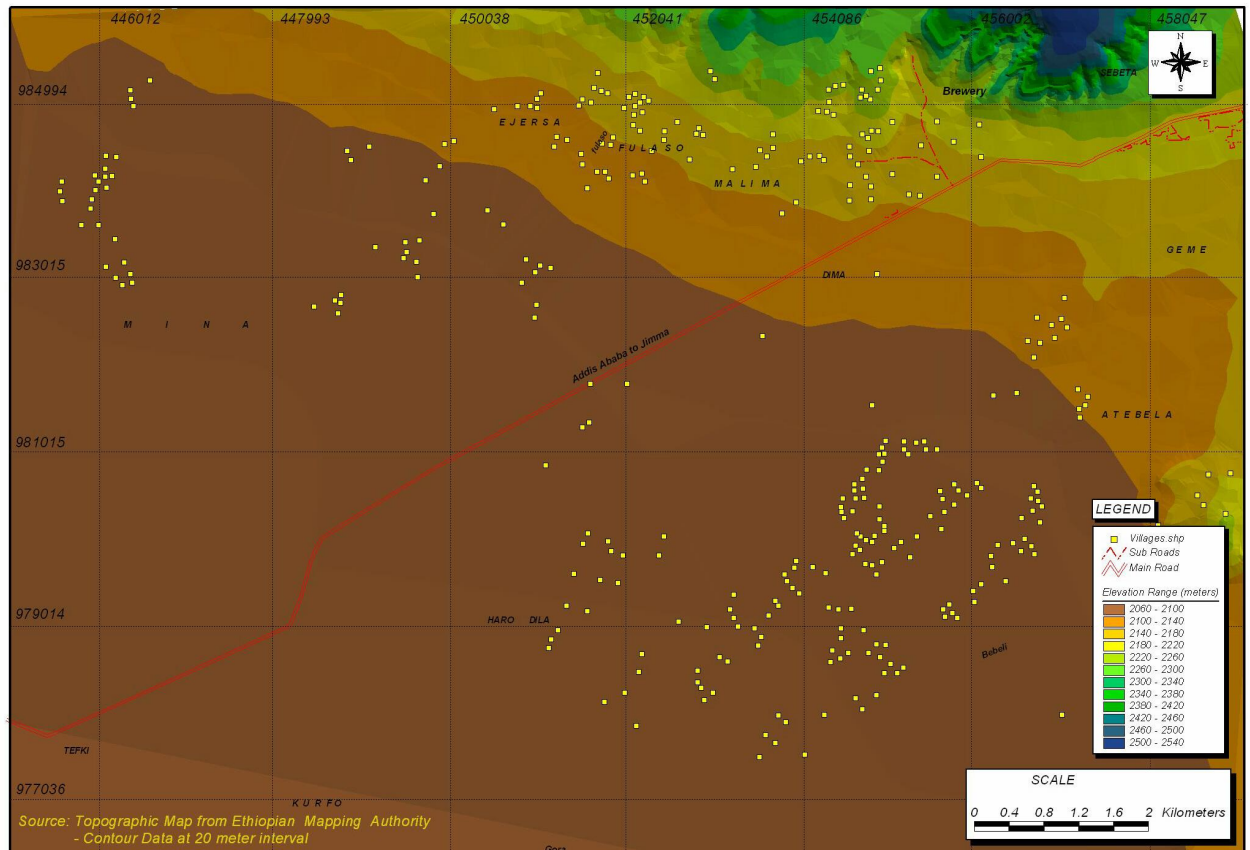 446012 447993 450038 452041 454086 456002 458047
N
W E
S
SEBETA
Brewery
984994
EJERSA
fulaso
FULASO
MALIMA
GEME
983015
DIMA
M I N A
Addis Ababa to Jimma
ATEBELA
981015
LEGEND
Villages.shp
Sub Roads
Main Road
Elevation Range (meters)
2060 - 2100
2100 - 2140
2140 - 2180
2180 - 2220
2220 - 2260
2260 - 2300
2300 - 2340
2340 - 2380
2380 - 2420
2420 - 2460
2460 - 2500
2500 - 2540
979014
HARO DILA
Bebeli
TEFKI
977036
KURFO
SCALE
0 0.4 0.8 1.2 1.6 2 Kilometers
Source: Topographic Map from Ethiopian Mapping Authority
- Contour Data at 20 meter interval